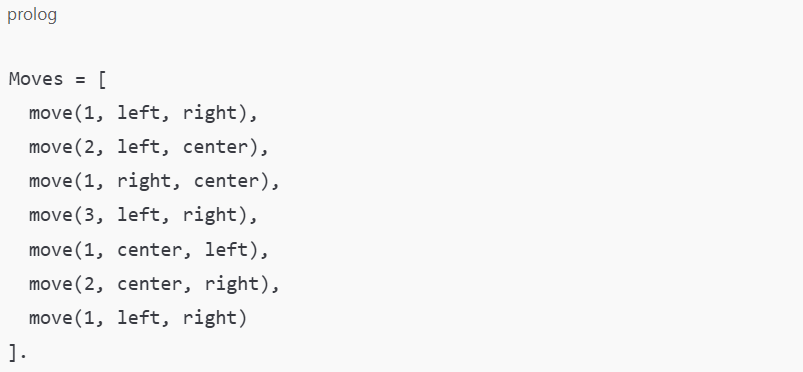 prolog
Moves = [
move(1, left, right),
move(2, left, center),
move(1, right, center),
move(3, left, right),
move(1, center, left),
move(2, center, right),
move(1, left, right)
].